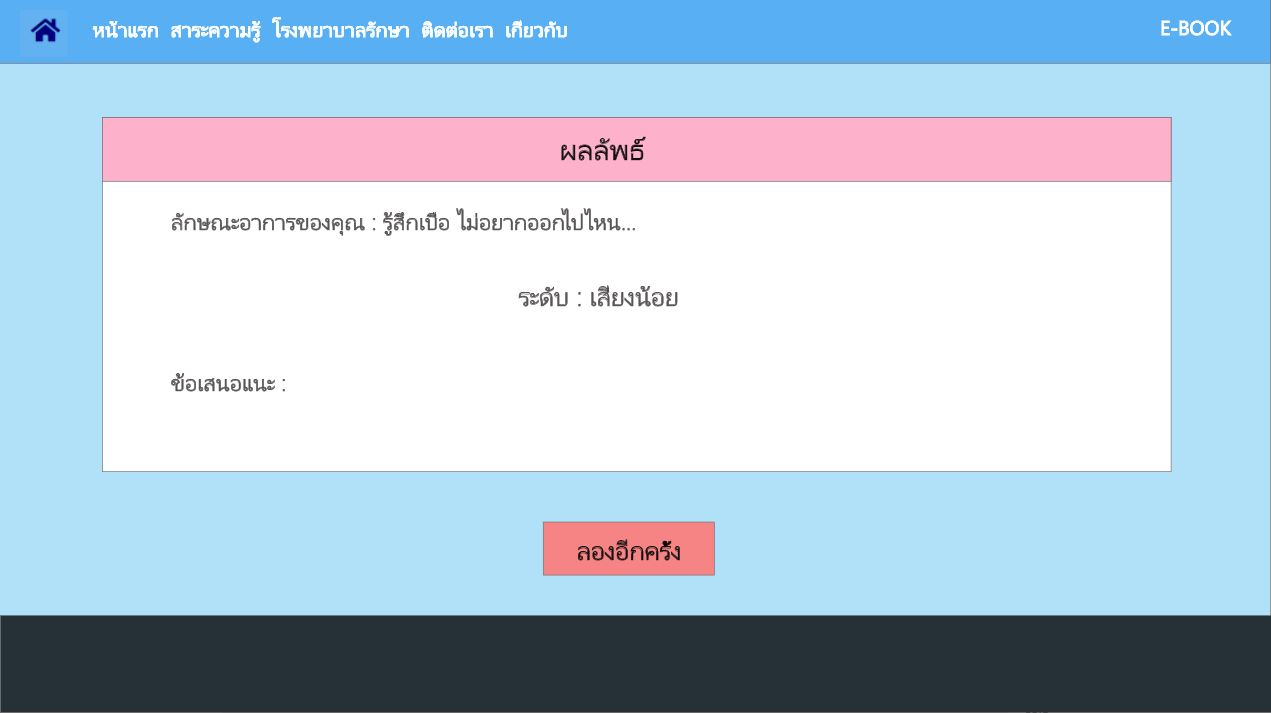 หน้าแรก สาระความรู้ โรงพยาบาลรักษา ติดต่อเรา เกี่ยวกับ E-BOOK
ผลลัพธ์
ลักษณะอาการของคุณ : รู้สึกเบื่อ ไม่อยากออกไปไหน...
ระดับ : เสี่ยงน้อย
ข้อเสนอแนะ :
ลองอีกครั้ง